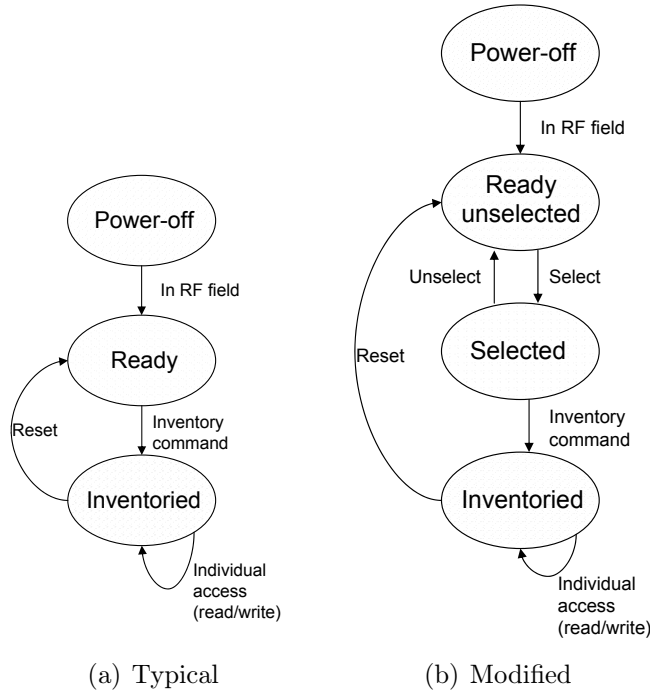 Power-off
In RF field
Ready
Reset
Inventory
command
Inventoried
Individual
access
(read/write)
(a) Typical
Power-off
In RF field
Ready
unselected
Unselect
Select
Selected
Reset
Inventory
command
Inventoried
Individual
access
(read/write)
(b) Modified